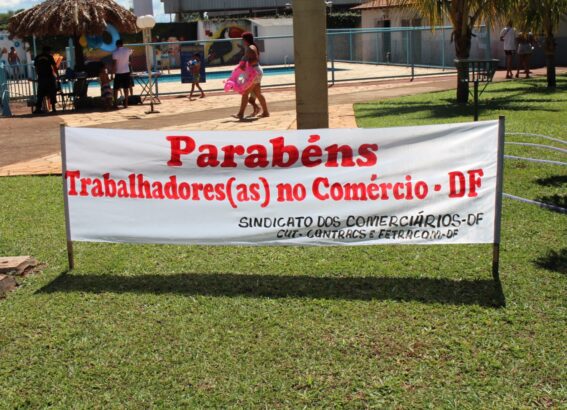 Parabéns
Trabalhadores(as) no Comércio - DF
SINDICATO DOS COMERCIÁRIOS-DF
CUT - CONTRACS E FETRACOM-DF